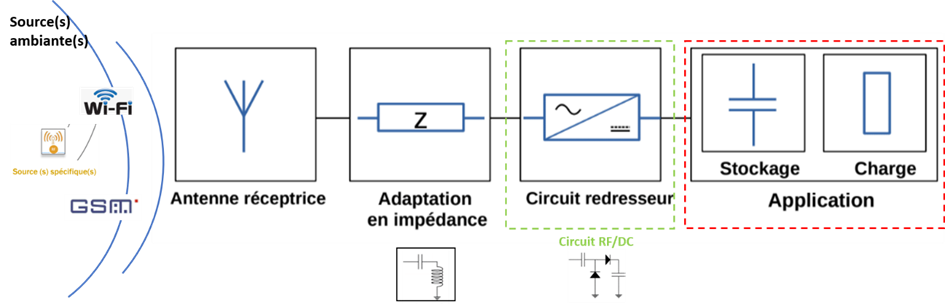 Source(s)
ambiante(s)
Wi-Fi
Source (s) spécifique(s)
GSM
Antenne réceptrice
Z
Adaptation
en impédance
Circuit redresseur
Circuit RF/DC
Stockage
Charge
Application